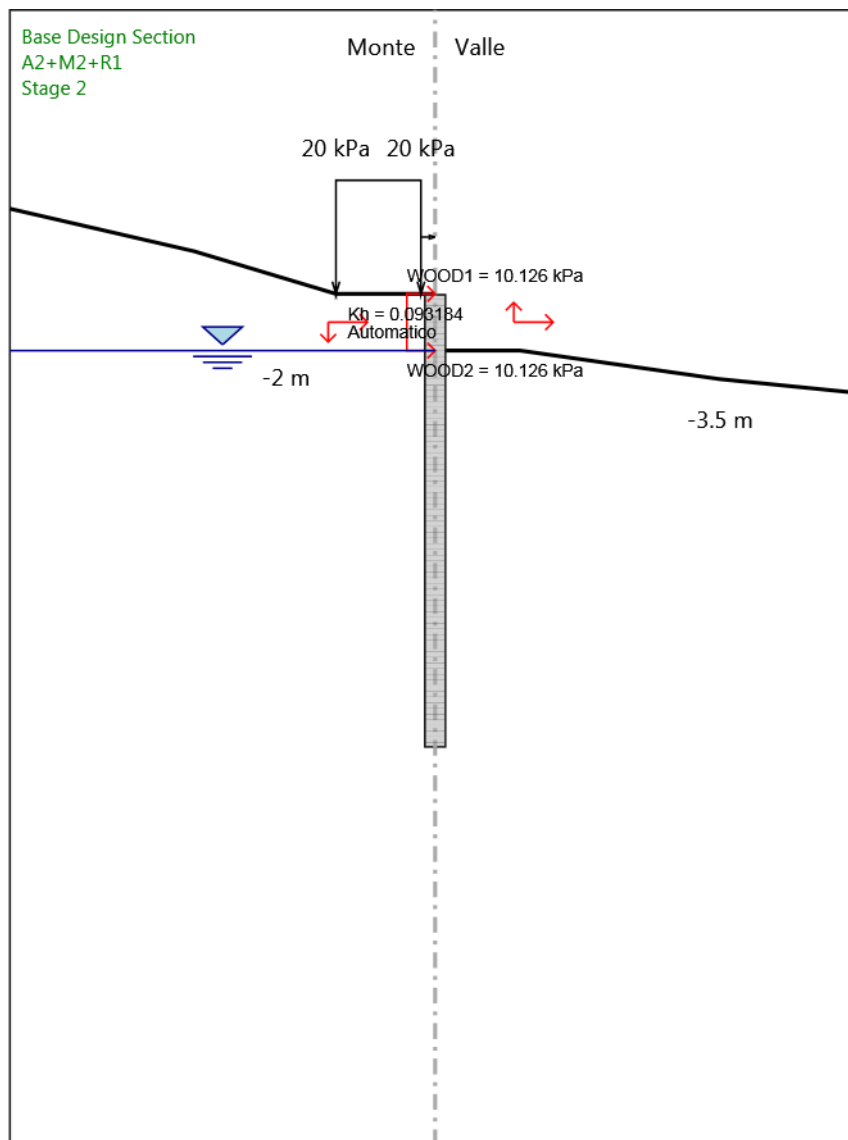 Base Design Section
A2+M2+R1
Stage 2
Monte
Valle
20 kPa
20 kPa
WOOD1 = 10.126 kPa
Kh = 0.093184
Automatico
WOOD2 = 10.126 kPa
-2 m
-3.5 m